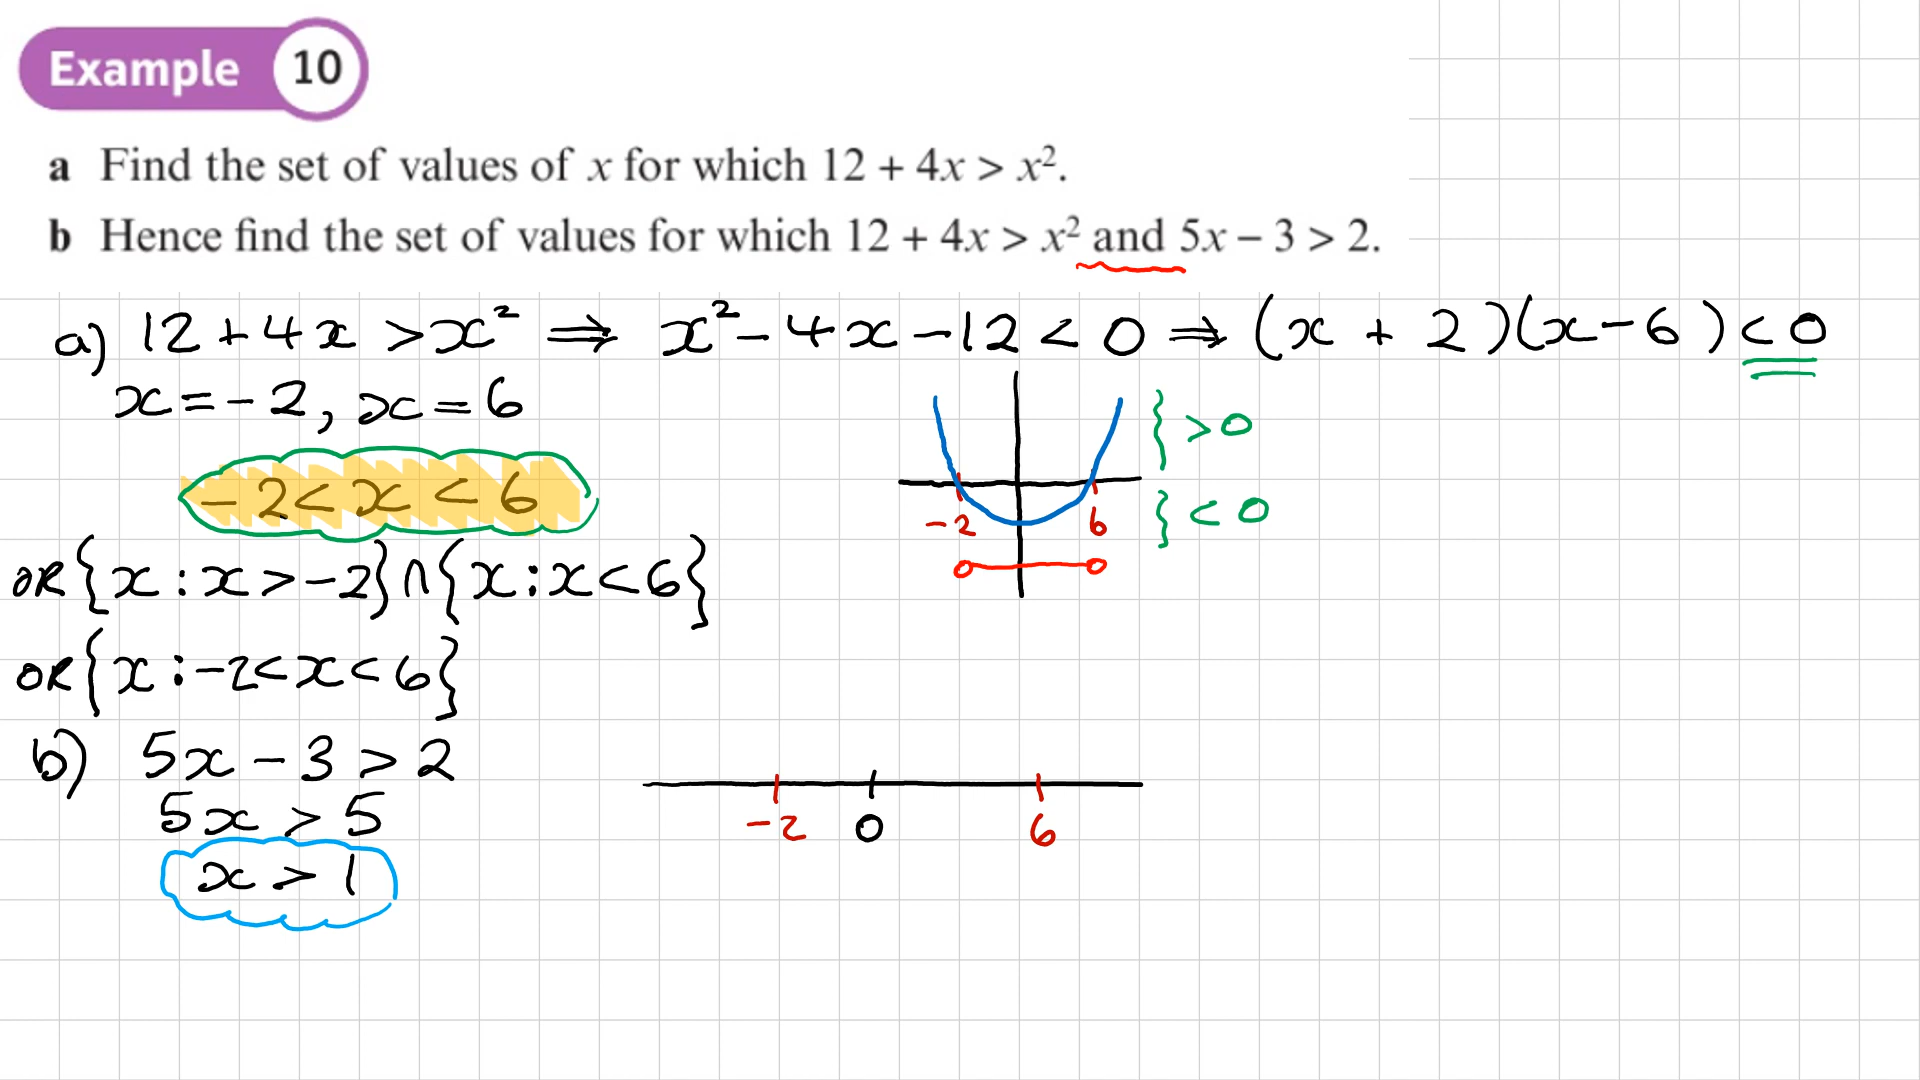 Example 10
a Find the set of values of x for which 12 + 4x > x².
b Hence find the set of values for which 12 + 4x > x² and 5x − 3 > 2.
a) 12 + 4x > x² ⇒ x² − 4x − 12 < 0 ⇒ (x + 2)(x − 6) < 0
x = −2, x = 6
} > 0
−2 < x < 6
} < 0
−2 6
OR {x : x > −2} ∩ {x : x < 6}
OR {x : −2 < x < 6}
b) 5x − 3 > 2
5x > 5
−2 0 6
x > 1